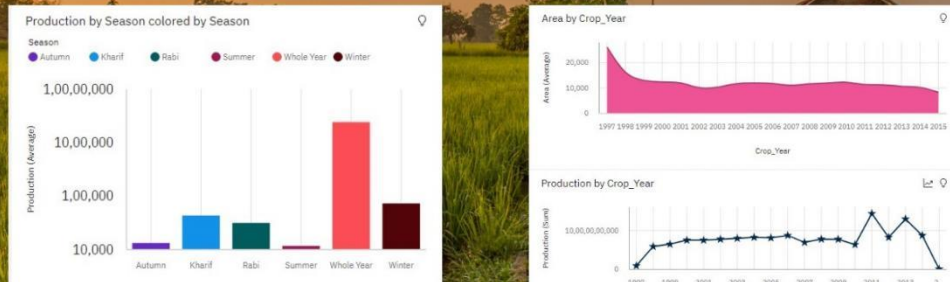 Production by Season colored by Season
Season
Autumn Kharif Rabi Summer Whole Year Winter
Production (Average)
1,00,00,000
10,00,000
1,00,000
10,000
Autumn Kharif Rabi Summer Whole Year Winter
Area by Crop_Year
Area (Average)
20,000
10,000
0
1997 1998 1999 2000 2001 2002 2003 2004 2005 2006 2007 2008 2009 2010 2011 2012 2013 2014 2015
Crop_Year
Production by Crop_Year
Production (Sum)
10,00,00,00,000
0